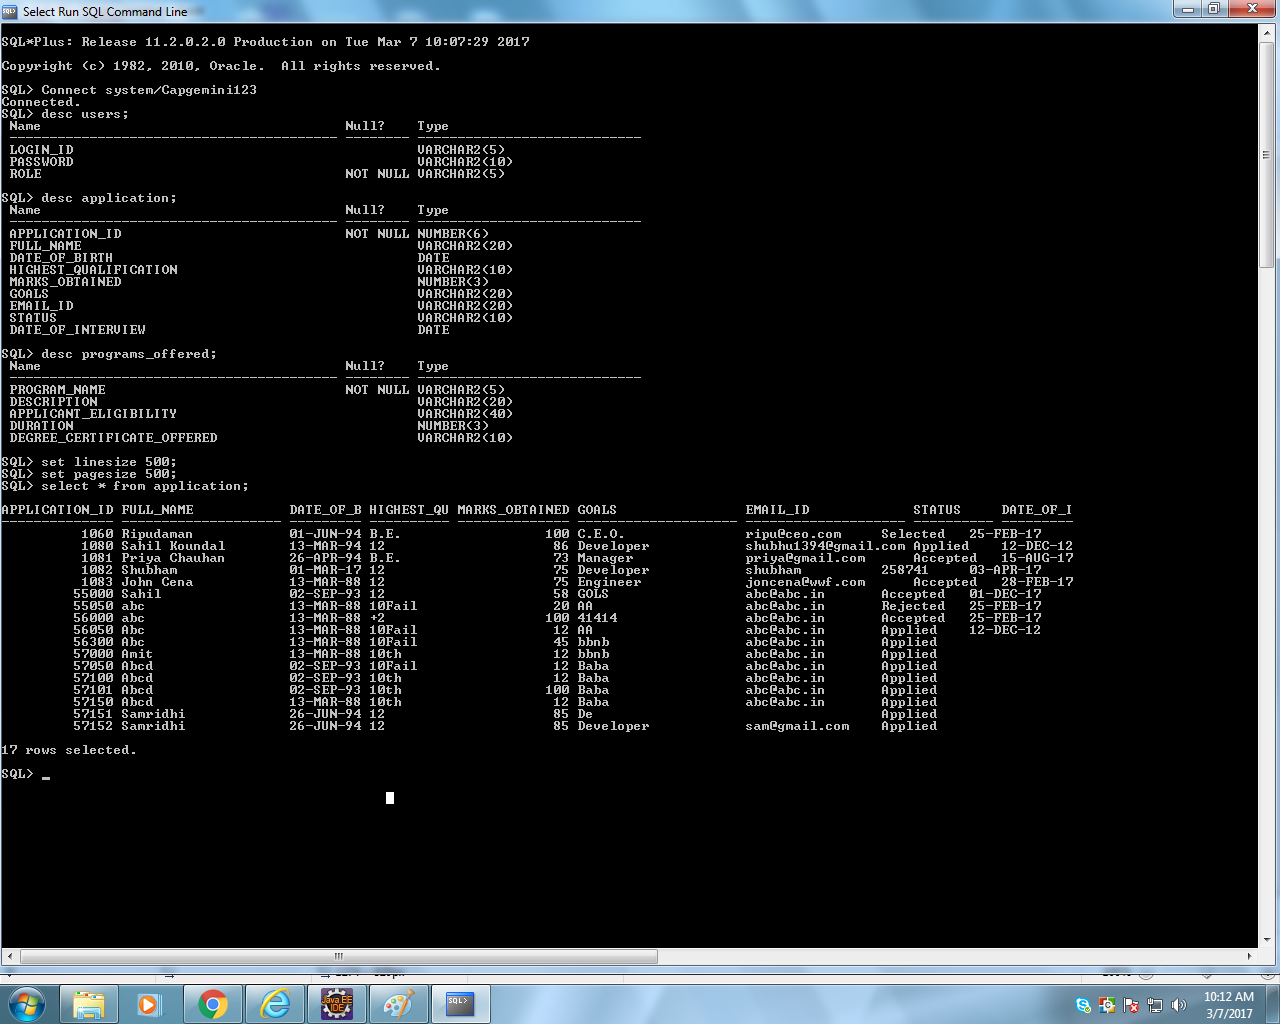 Select Run SQL Command Line
SQL*Plus: Release 11.2.0.2.0 Production on Tue Mar 7 10:07:29 2017
Copyright (c) 1982, 2010, Oracle.  All rights reserved.
SQL> Connect system/Capgemini123
Connected.
SQL> desc users;
Name Null? Type
LOGIN_ID VARCHAR2(5)
PASSWORD VARCHAR2(10)
ROLE NOT NULL VARCHAR2(5)
SQL> desc application;
Name Null? Type
APPLICATION_ID NOT NULL NUMBER(6)
FULL_NAME VARCHAR2(20)
DATE_OF_BIRTH DATE
HIGHEST_QUALIFICATION VARCHAR2(10)
MARKS_OBTAINED NUMBER(3)
GOALS VARCHAR2(20)
EMAIL_ID VARCHAR2(20)
STATUS VARCHAR2(10)
DATE_OF_INTERVIEW DATE
SQL> desc programs_offered;
Name Null? Type
PROGRAM_NAME NOT NULL VARCHAR2(5)
DESCRIPTION VARCHAR2(20)
APPLICANT_ELIGIBILITY VARCHAR2(40)
DURATION NUMBER(3)
DEGREE_CERTIFICATE_OFFERED VARCHAR2(10)
SQL> set linesize 500;
SQL> set pagesize 500;
SQL> select * from application;
APPLICATION_ID FULL_NAME DATE_OF_B HIGHEST_QU MARKS_OBTAINED GOALS EMAIL_ID STATUS DATE_OF_I
1060 Ripudaman 01-JUN-94 B.E. 100 C.E.O. ripu@ceo.com Selected 25-FEB-17
1080 Sahil Koundal 13-MAR-94 12 86 Developer shubhu1394@gmail.com Applied 12-DEC-12
1081 Priya Chauhan 26-APR-94 B.E. 73 Manager priya@gmail.com Accepted 15-AUG-17
1082 Shubham 01-MAR-17 12 75 Developer shubham 258741 03-APR-17
1083 John Cena 13-MAR-88 12 75 Engineer joncena@wwf.com Accepted 28-FEB-17
55000 Sahil 02-SEP-93 12 58 GOLS abc@abc.in Accepted 01-DEC-17
55050 abc 13-MAR-88 10Fail 20 AA abc@abc.in Rejected 25-FEB-17
56000 abc 13-MAR-88 +2 100 41414 abc@abc.in Accepted 25-FEB-17
56050 Abc 13-MAR-88 10Fail 12 AA abc@abc.in Applied 12-DEC-12
56300 Abc 13-MAR-88 10Fail 45 bbnb abc@abc.in Applied
57000 Amit 13-MAR-88 10th 12 bbnb abc@abc.in Applied
57050 Abcd 02-SEP-93 10Fail 12 Baba abc@abc.in Applied
57100 Abcd 02-SEP-93 10th 12 Baba abc@abc.in Applied
57101 Abcd 02-SEP-93 10th 100 Baba abc@abc.in Applied
57150 Abcd 13-MAR-88 10th 12 Baba abc@abc.in Applied
57151 Samridhi 26-JUN-94 12 85 De Applied
57152 Samridhi 26-JUN-94 12 85 Developer sam@gmail.com Applied
17 rows selected.
SQL>
Java EE
IDE
SQL>
10:12 AM
3/7/2017